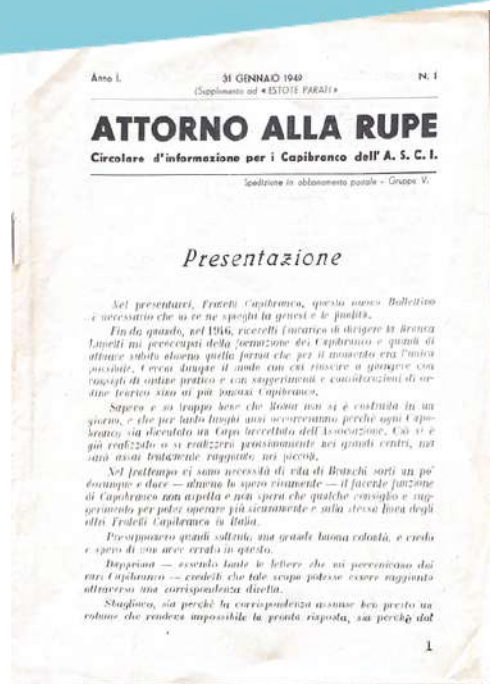 Anno I.
31 GENNAIO 1949
N. 1
(Supplemento ad «ESTOTE PARATI»
ATTORNO ALLA RUPE
Circolare d'informazione per i Capibranco dell'A. S. C. I.
Spedizione in abbonamento postale - Gruppo V.
Presentazione
Nel presentarvi, Fratelli Capibranco, questo nuovo Bollettino
è necessario che io ve ne spieghi la genesi e le finalità.
Fin da quando, nel 1946, ricevetti l'incarico di dirigere la Branca
Lupetti mi preoccupai della formazione dei Capibranco e quindi di
attivare subito almeno quella forma che per il momento era l'unica
possibile. Cercai dunque il modo con cui riuscire a giungere con
consigli di ordine pratico e con suggerimenti e considerazioni di or-
dine teorico sino ai più lontani Capibranco.
Sapevo e so troppo bene che Roma non si è costruita in un
giorno, e che per tanto lunghi anni occorreranno perchè ogni Capo-
branco sia diventato un Capo brevettato dell'Associazione. Ciò si è
già realizzato o si realizzerà prossimamente nei grandi centri, ma
sarà assai lentamente raggiunto nei piccoli.
Nel frattempo vi sono necessità di vita di Branchi sorti un po'
dovunque e dove — almeno lo spero vivamente — il facente funzione
di Capobranco non aspetta e non spera che qualche consiglio e sug-
gerimento per poter operare più sicuramente e sulla stessa linea degli
altri Fratelli Capibranco in Italia.
Presupponevo quindi soltanto una grande buona volontà, e credo
e spero di non aver errato in questo.
Dapprima — essendo tante le lettere che mi pervenivano dai
vari Capibranco — credetti che tale scopo potesse essere raggiunto
attraverso una corrispondenza diretta.
Sbagliavo, sia perchè la corrispondenza assunse ben presto un
volume che rendeva impossibile la pronta risposta, sia perchè dal
1